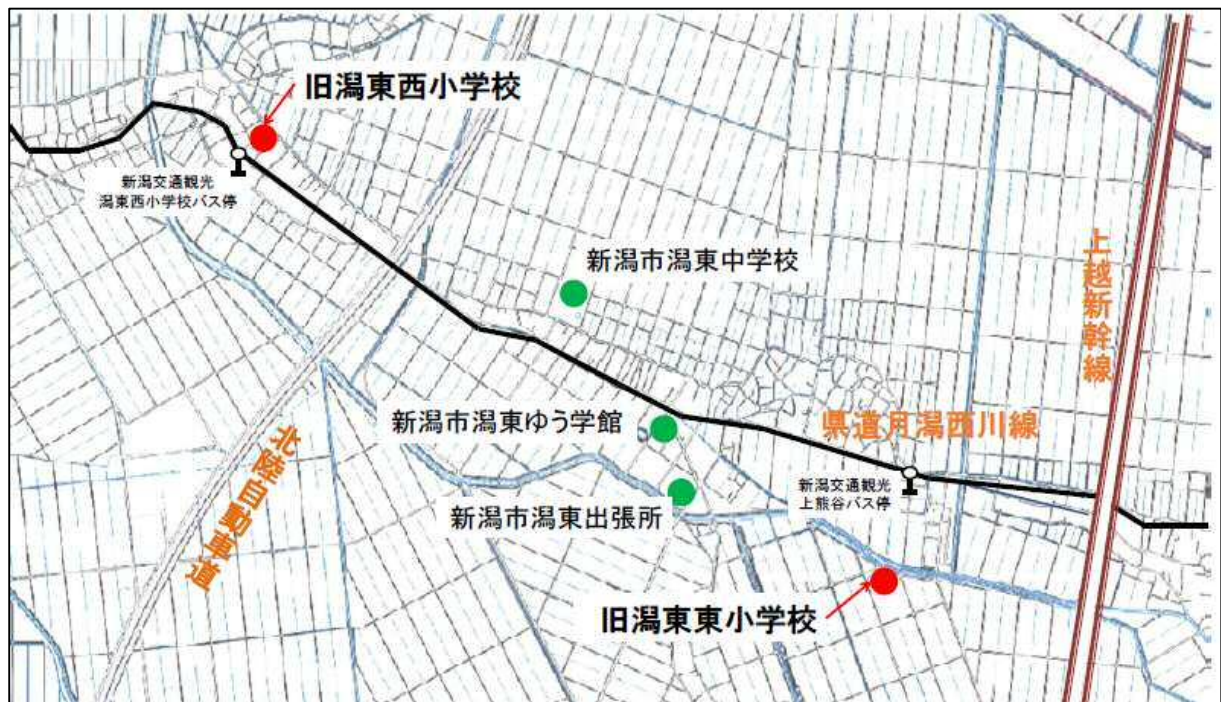 旧潟東西小学校
新潟交通観光
潟東西小学校バス停
新潟市潟東中学校
上越新幹線
新潟市潟東ゆう学館
県道月潟西川線
北陸自動車道
新潟市潟東出張所
新潟交通観光
上熊谷バス停
旧潟東東小学校